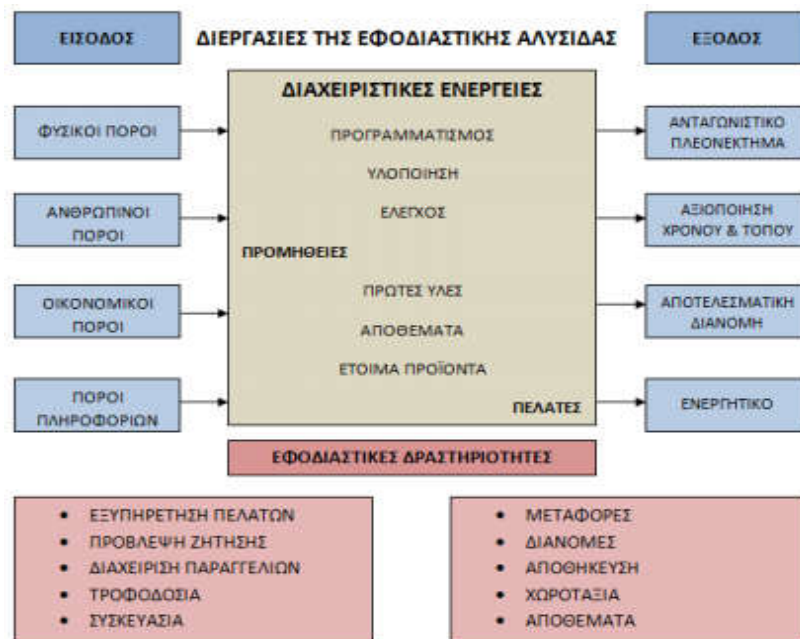 ΕΙΣΟΔΟΣ
ΔΙΕΡΓΑΣΙΕΣ ΤΗΣ ΕΦΟΔΙΑΣΤΙΚΗΣ ΑΛΥΣΙΔΑΣ
ΕΞΟΔΟΣ
ΦΥΣΙΚΟΙ ΠΟΡΟΙ
ΑΝΘΡΩΠΙΝΟΙ
ΠΟΡΟΙ
ΟΙΚΟΝΟΜΙΚΟΙ
ΠΟΡΟΙ
ΠΟΡΟΙ
ΠΛΗΡΟΦΟΡΙΩΝ
ΔΙΑΧΕΙΡΙΣΤΙΚΕΣ ΕΝΕΡΓΕΙΕΣ
ΠΡΟΓΡΑΜΜΑΤΙΣΜΟΣ
ΥΛΟΠΟΙΗΣΗ
ΕΛΕΓΧΟΣ
ΠΡΟΜΗΘΕΙΕΣ
ΠΡΩΤΕΣ ΥΛΕΣ
ΑΠΟΘΕΜΑΤΑ
ΕΤΟΙΜΑ ΠΡΟΪΟΝΤΑ
ΠΕΛΑΤΕΣ
ΑΝΤΑΓΩΝΙΣΤΙΚΟ
ΠΛΕΟΝΕΚΤΗΜΑ
ΑΞΙΟΠΟΙΗΣΗ
ΧΡΟΝΟΥ & ΤΟΠΟΥ
ΑΠΟΤΕΛΕΣΜΑΤΙΚΗ
ΔΙΑΝΟΜΗ
ΕΝΕΡΓΗΤΙΚΟ
ΕΦΟΔΙΑΣΤΙΚΕΣ ΔΡΑΣΤΗΡΙΟΤΗΤΕΣ
• ΕΞΥΠΗΡΕΤΗΣΗ ΠΕΛΑΤΩΝ
• ΠΡΟΒΛΕΨΗ ΖΗΤΗΣΗΣ
• ΔΙΑΧΕΙΡΙΣΗ ΠΑΡΑΓΓΕΛΙΩΝ
• ΤΡΟΦΟΔΟΣΙΑ
• ΣΥΣΚΕΥΑΣΙΑ
• ΜΕΤΑΦΟΡΕΣ
• ΔΙΑΝΟΜΕΣ
• ΑΠΟΘΗΚΕΥΣΗ
• ΧΩΡΟΤΑΞΙΑ
• ΑΠΟΘΕΜΑΤΑ